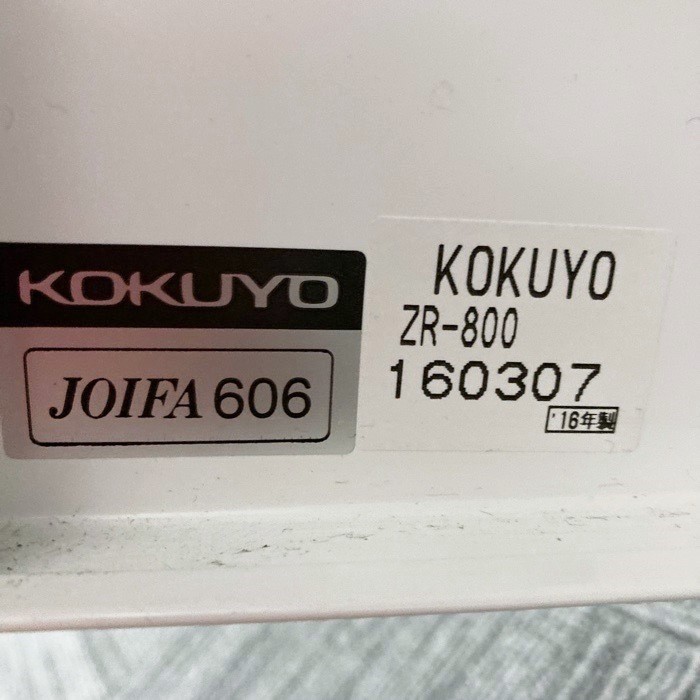 KOKUYO
JOIFA 606
KOKUYO
ZR-800
160307
'16年製